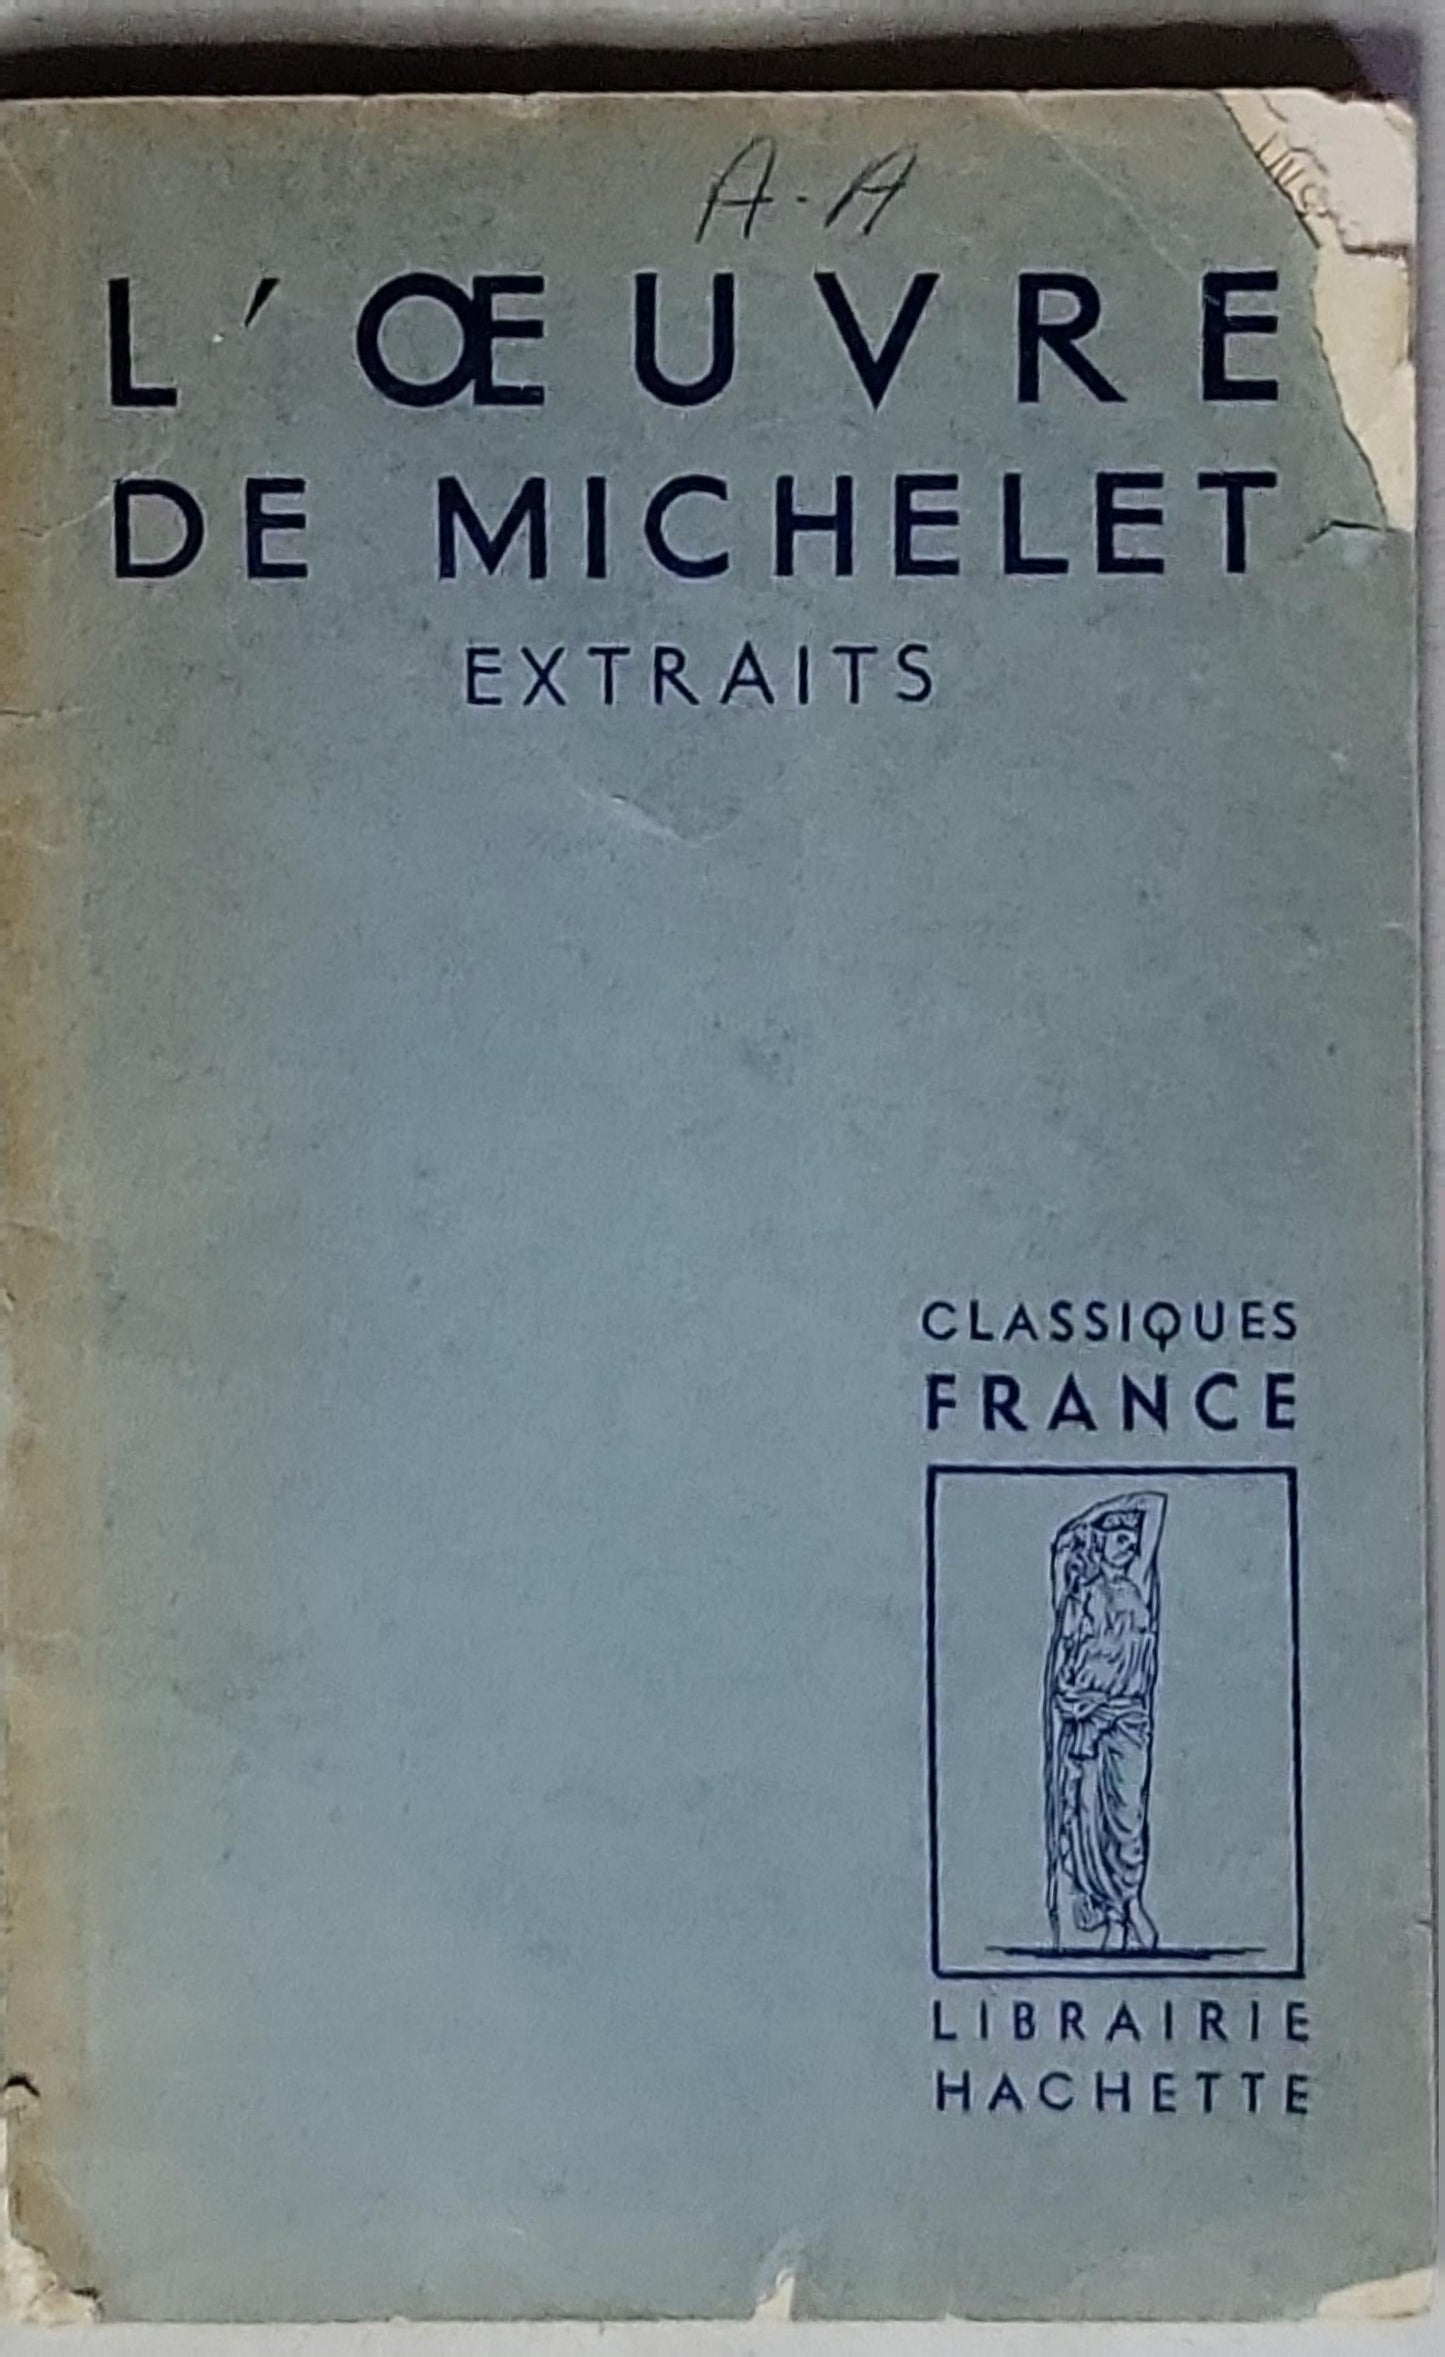 A. A
L'ŒUVRE
DE MICHELET
EXTRAITS
CLASSIQUES
FRANCE
LIBRAIRIE
HACHETTE